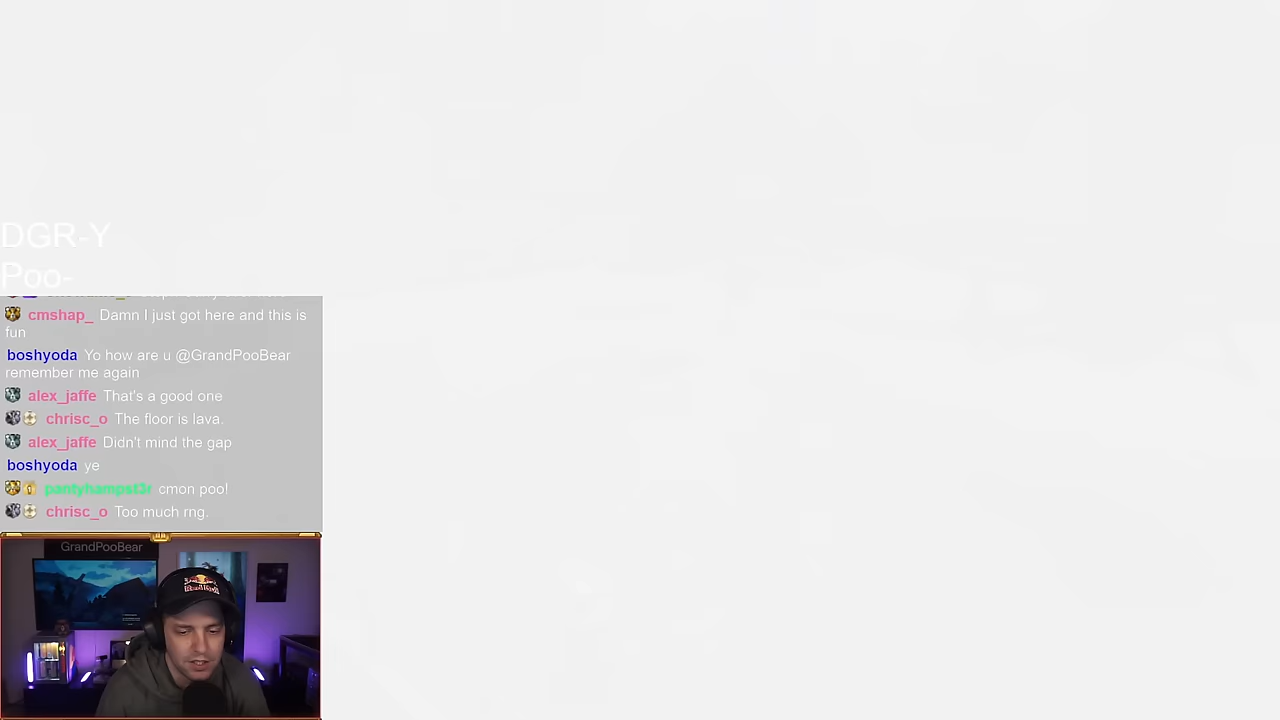 DGR-Y
Poo-
cmshap_ Damn I just got here and this is
fun
boshyoda Yo how are u @GrandPooBear
remember me again
alex_jaffe That's a good one
chrisc_o The floor is lava.
alex_jaffe Didn't mind the gap
boshyoda ye
pantyhampst3r cmon poo!
chrisc_o Too much rng.
GrandPooBear